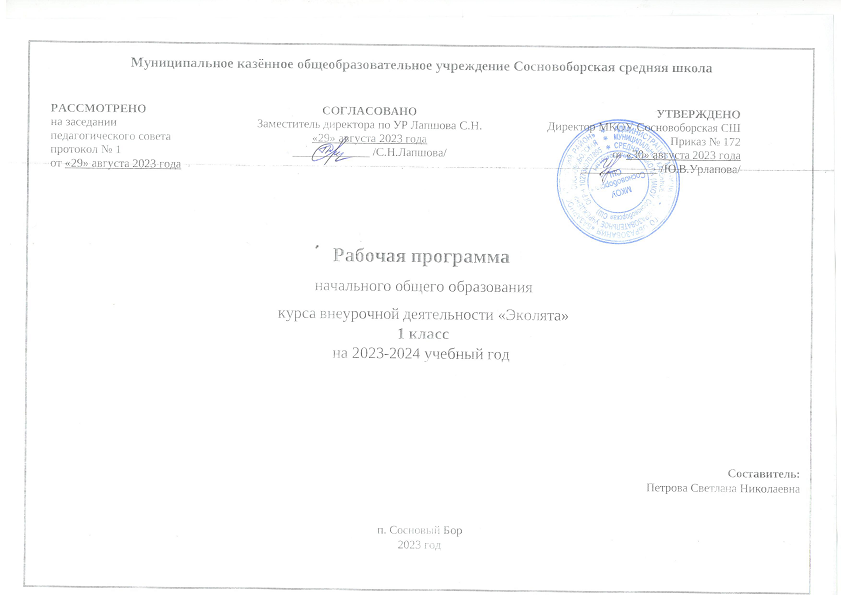 Муниципальное казённое общеобразовательное учреждение Сосновоборская средняя школа
РАССМОТРЕНО
на заседании
педагогического совета
протокол № 1
от «29» августа 2023 года
СОГЛАСОВАНО
Заместитель директора по УР Лапшова С.Н.
«29» августа 2023 года
/С.Н.Лапшова/
УТВЕРЖДЕНО
Директор МКОУ Сосновоборская СШ
Приказ № 172
от «30» августа 2023 года
/Ю.В.Урлапова/
МКОУ
Сосновоборская
СШ
Рабочая программа
начального общего образования
курса внеурочной деятельности «Эколята»
1 класс
на 2023-2024 учебный год
Составитель:
Петрова Светлана Николаевна
п. Сосновый Бор
2023 год